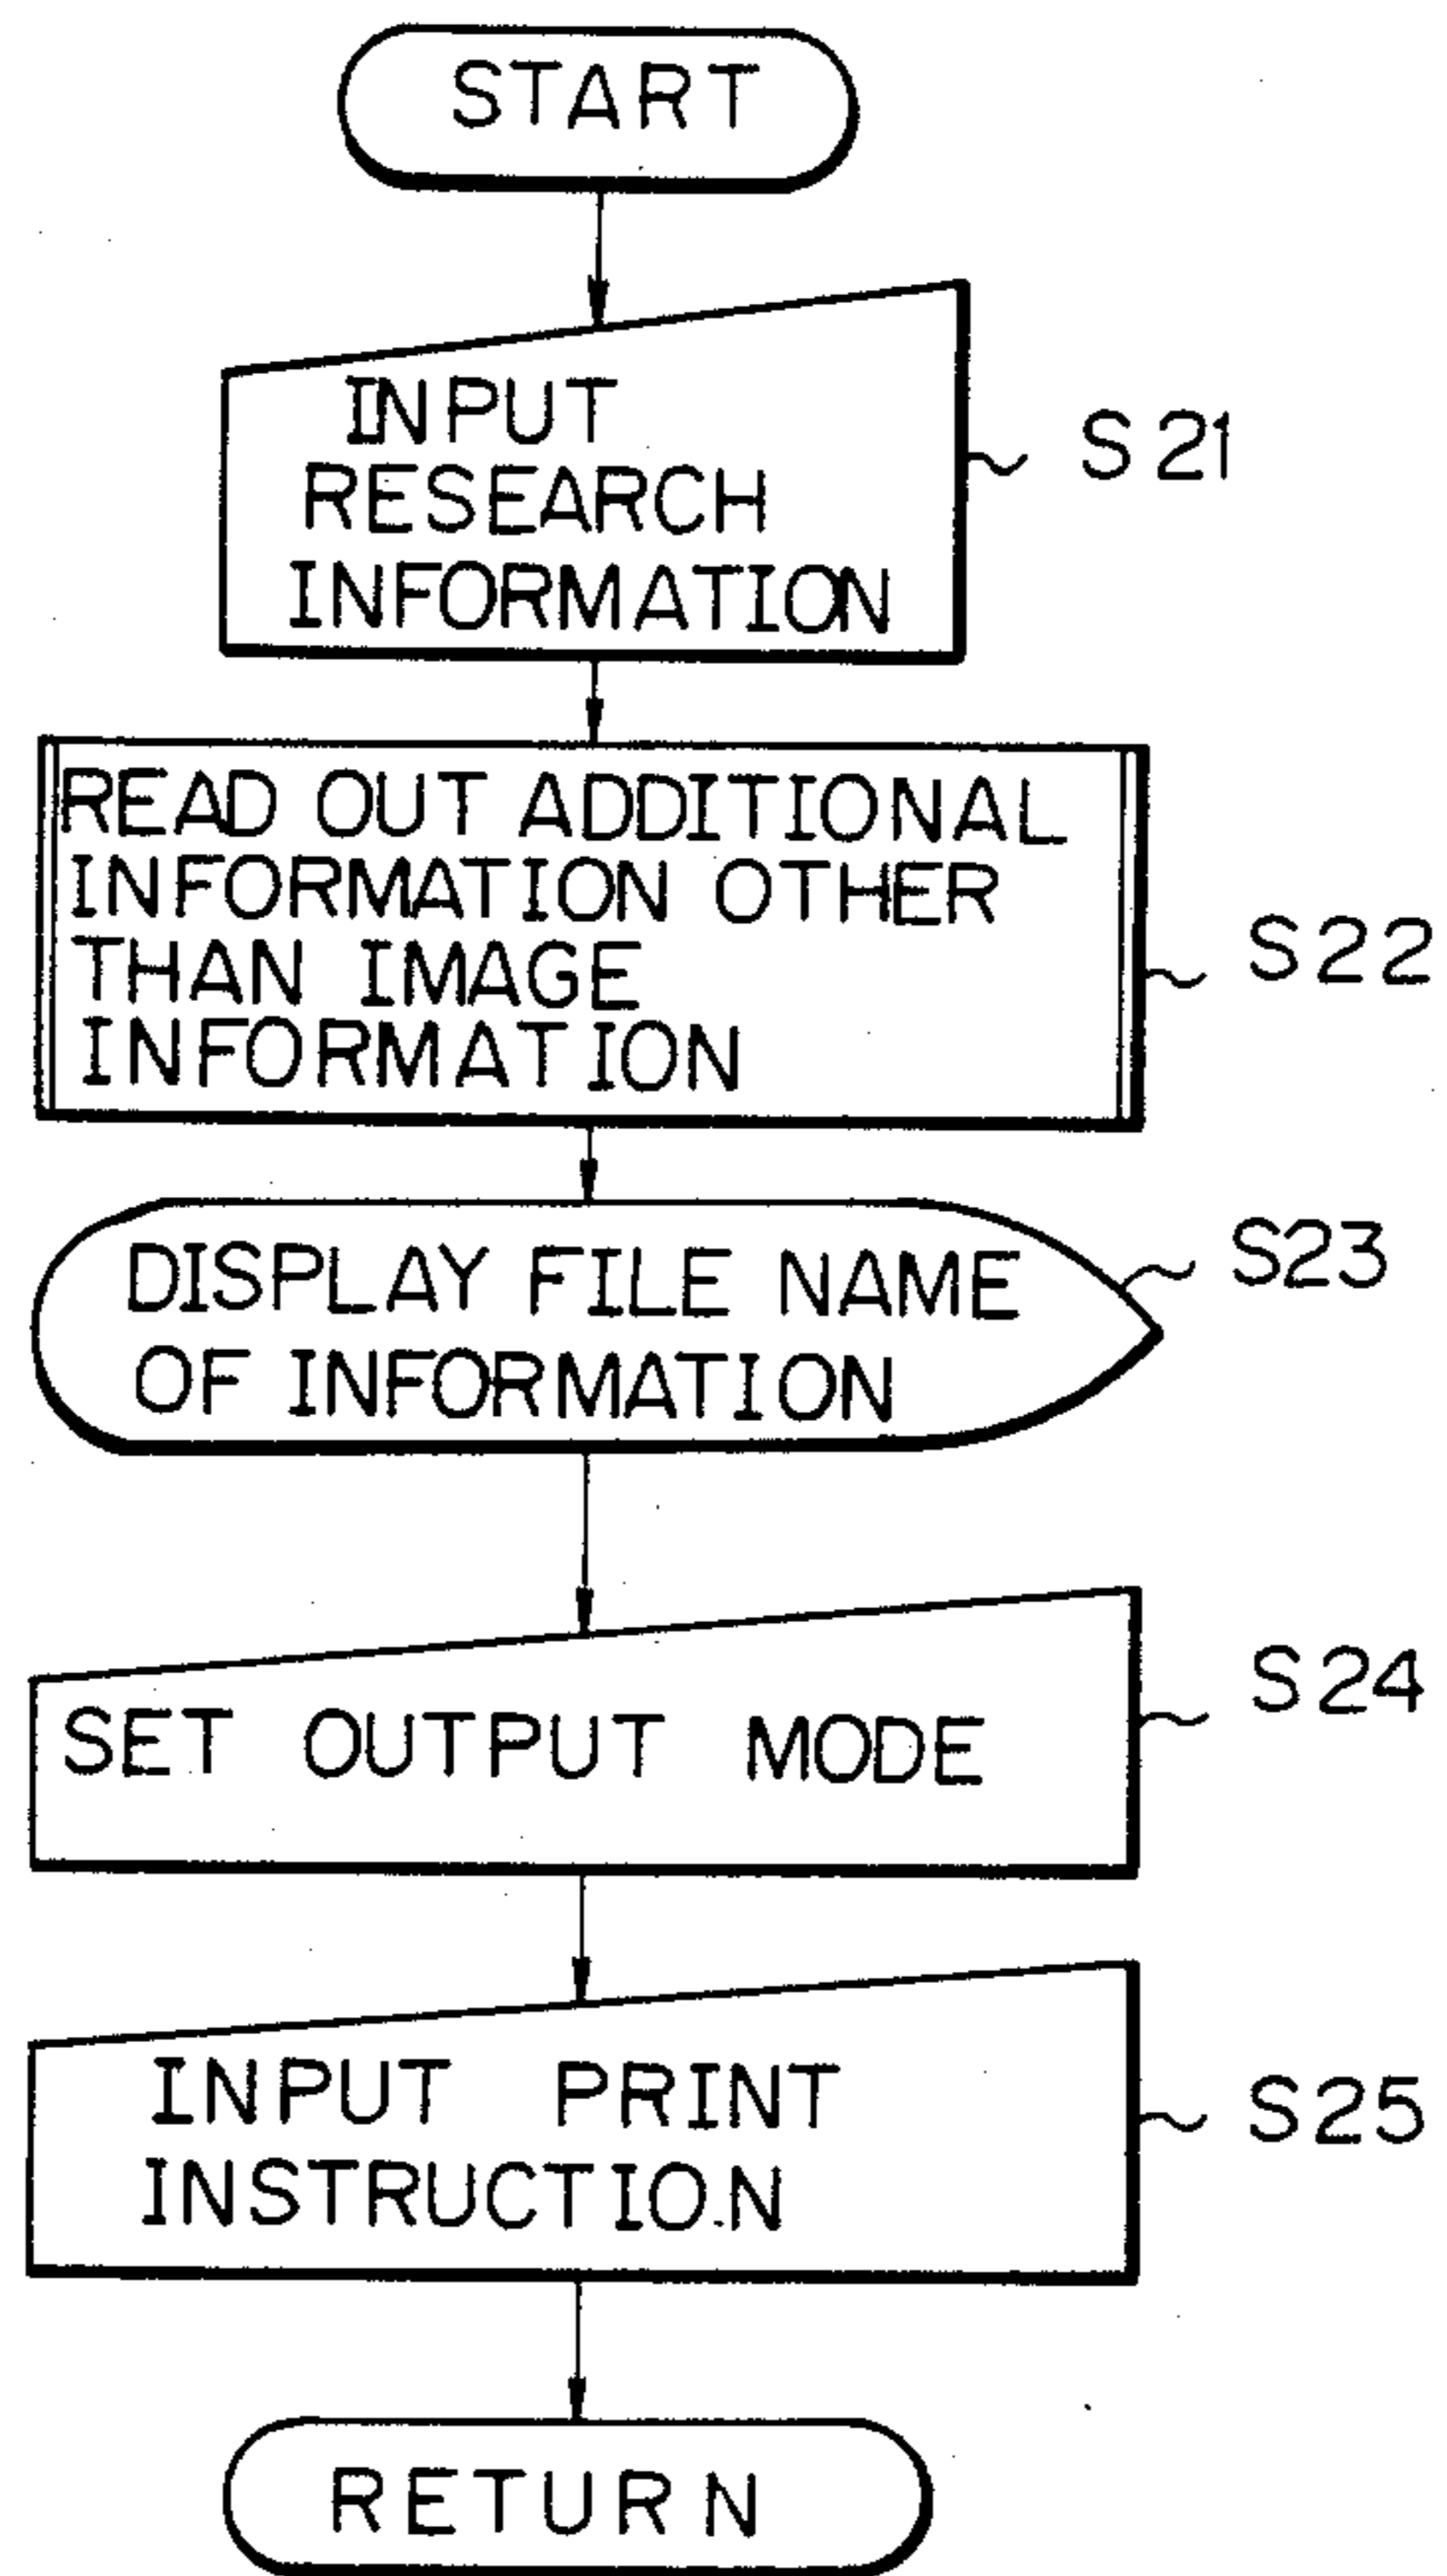 START
INPUT
RESEARCH
INFORMATION
S21
READ OUT ADDITIONAL
INFORMATION OTHER
THAN IMAGE
INFORMATION
S22
DISPLAY FILE NAME
OF INFORMATION
S23
SET OUTPUT MODE
S24
INPUT PRINT
INSTRUCTION
S25
RETURN